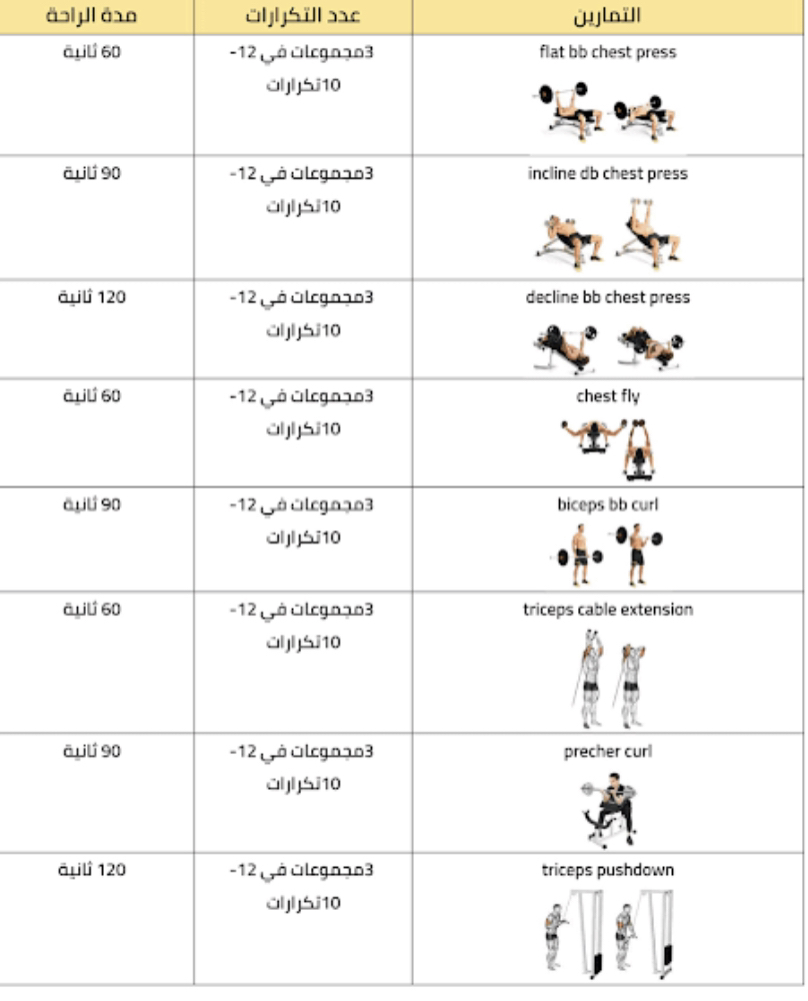 التمارين
عدد التكرارات
مدة الراحة
flat bb chest press
3مجموعات في 12-
10تكرارات
60 ثانية
incline db chest press
3مجموعات في 12-
10تكرارات
90 ثانية
decline bb chest press
3مجموعات في 12-
10تكرارات
120 ثانية
chest fly
3مجموعات في 12-
10تكرارات
60 ثانية
biceps bb curl
3مجموعات في 12-
10تكرارات
90 ثانية
triceps cable extension
3مجموعات في 12-
10تكرارات
60 ثانية
precher curl
3مجموعات في 12-
10تكرارات
90 ثانية
triceps pushdown
3مجموعات في 12-
10تكرارات
120 ثانية